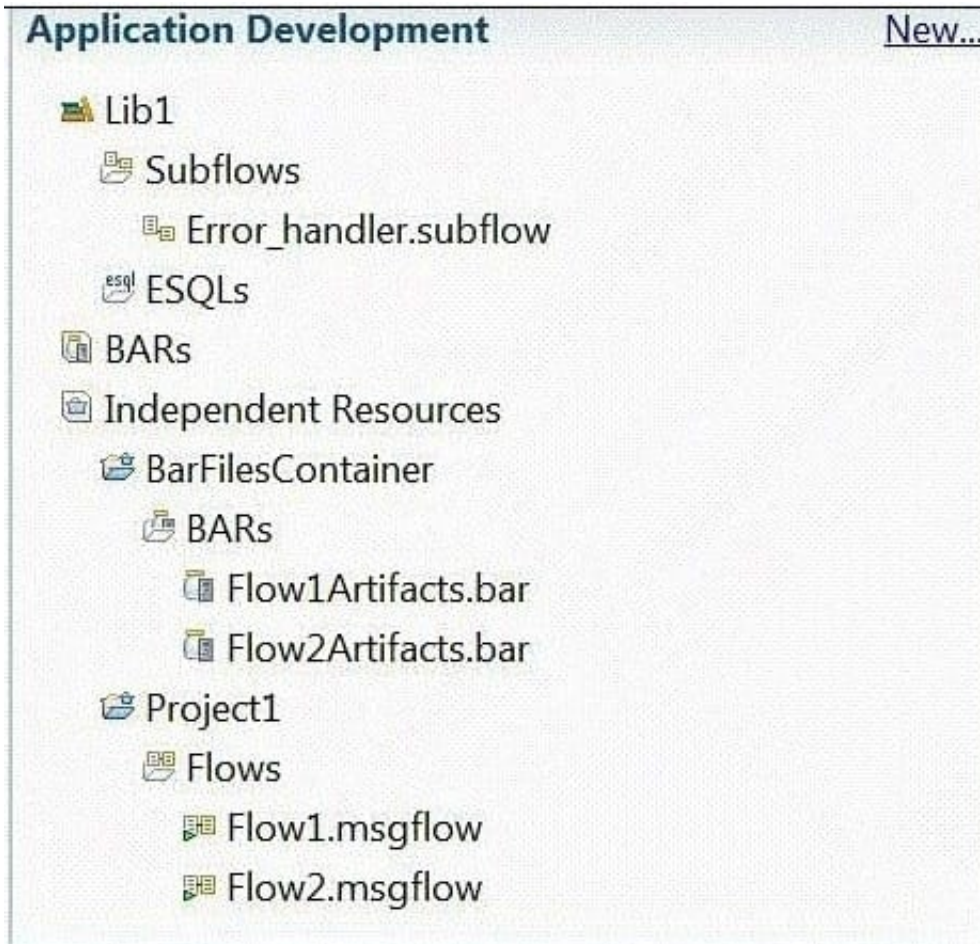 Application Development New...
Lib1
Subflows
Error_handler.subflow
esql ESQLs
BARs
Independent Resources
BarFilesContainer
BARs
Flow1Artifacts.bar
Flow2Artifacts.bar
Project1
Flows
Flow1.msgflow
Flow2.msgflow